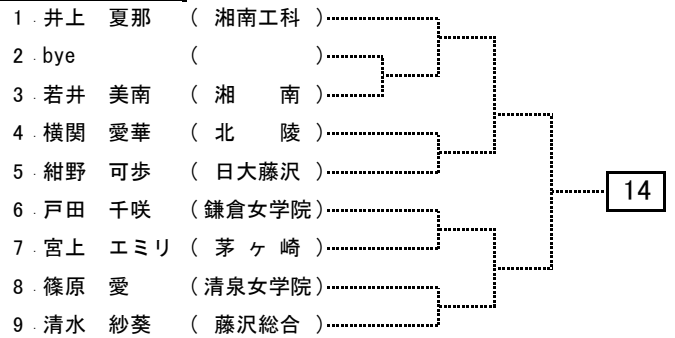 1 井上 夏那 ( 湘南工科 )
2 bye ( )
3 若井 美南 ( 湘 南 )
4 横関 愛華 ( 北 陵 )
5 紺野 可歩 ( 日大藤沢 )
6 戸田 千咲 (鎌倉女学院)
7 宮上 エミリ ( 茅 ヶ 崎 )
8 篠原 愛 (清泉女学院)
9 清水 紗葵 ( 藤沢総合 )
14